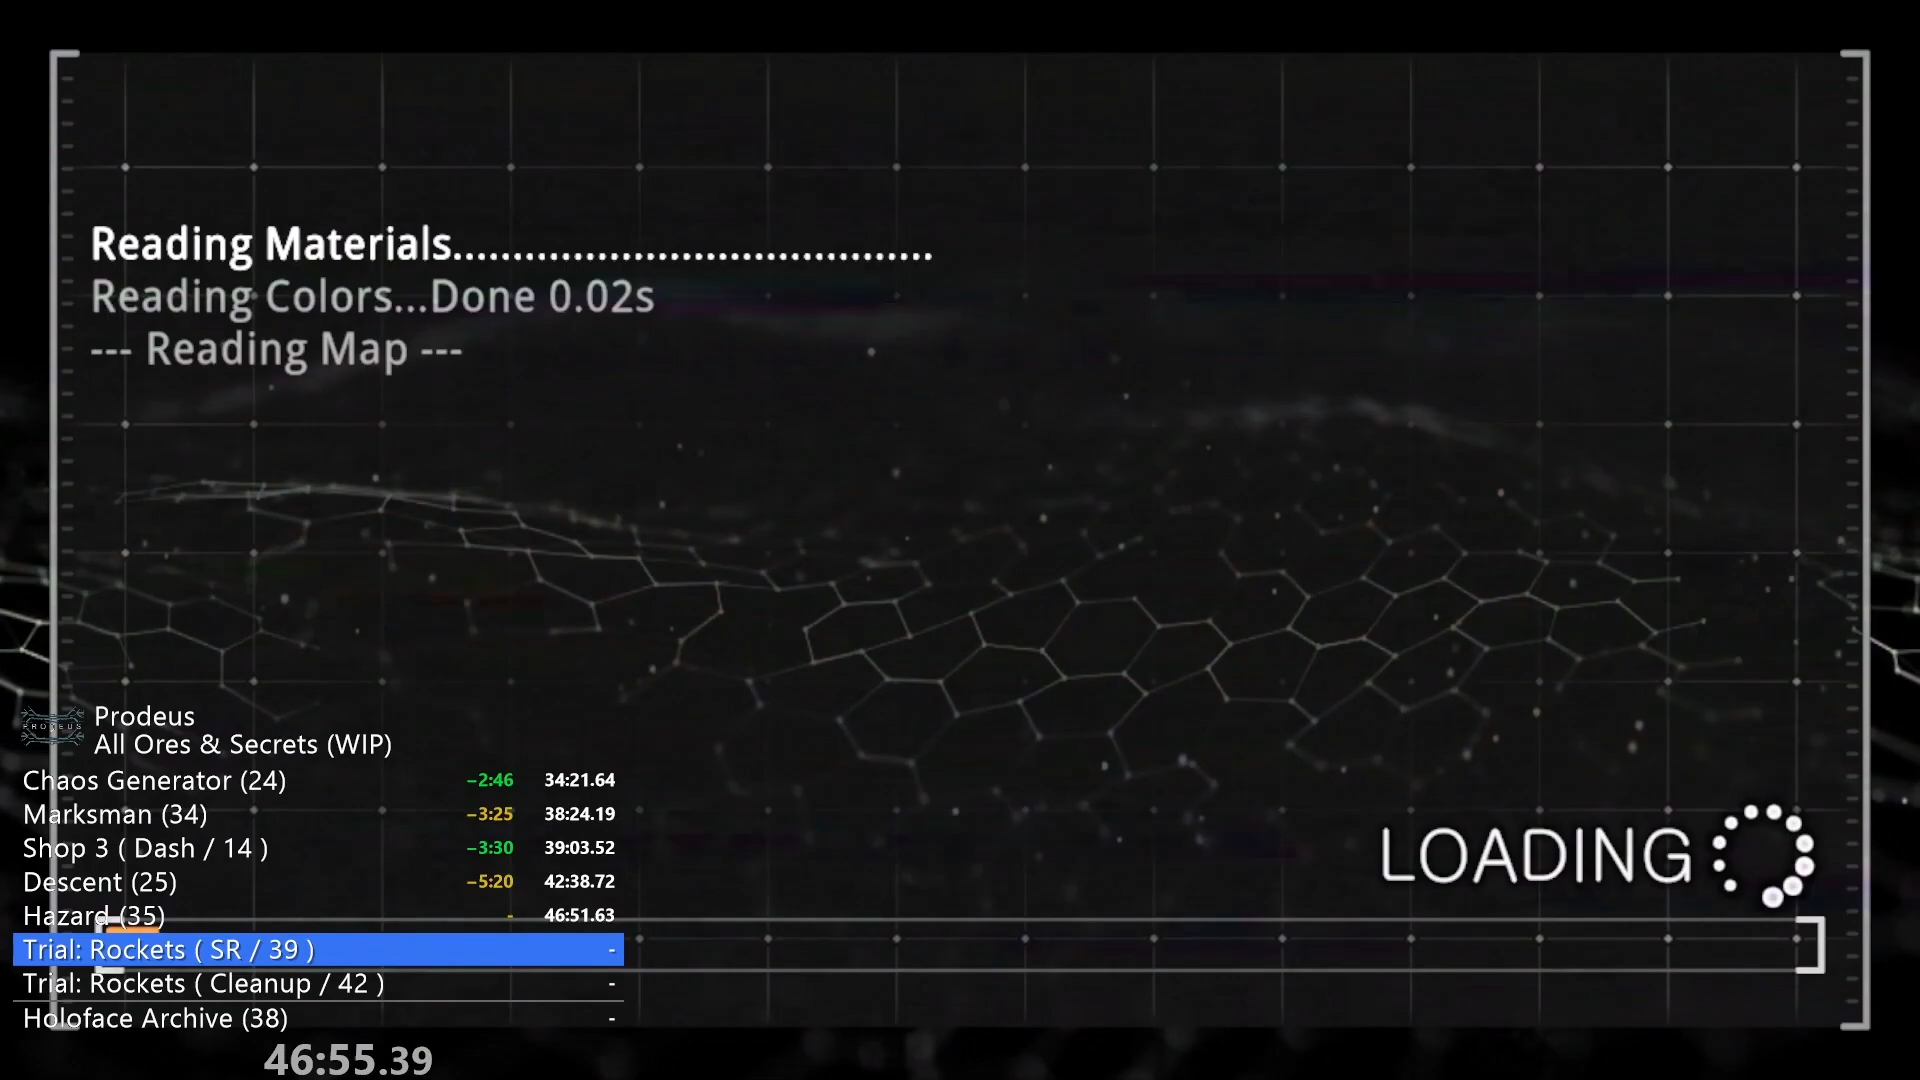 Reading Materials........................................
Reading Colors...Done 0.02s
--- Reading Map ---
LOADING
PRODEUS
Prodeus
All Ores & Secrets (WIP)
Chaos Generator (24) −2:46 34:21.64
Marksman (34) −3:25 38:24.19
Shop 3 ( Dash / 14 ) −3:30 39:03.52
Descent (25) −5:20 42:38.72
Hazard (35) - 46:51.63
Trial: Rockets ( SR / 39 ) -
Trial: Rockets ( Cleanup / 42 ) -
Holoface Archive (38) -
46:55.39